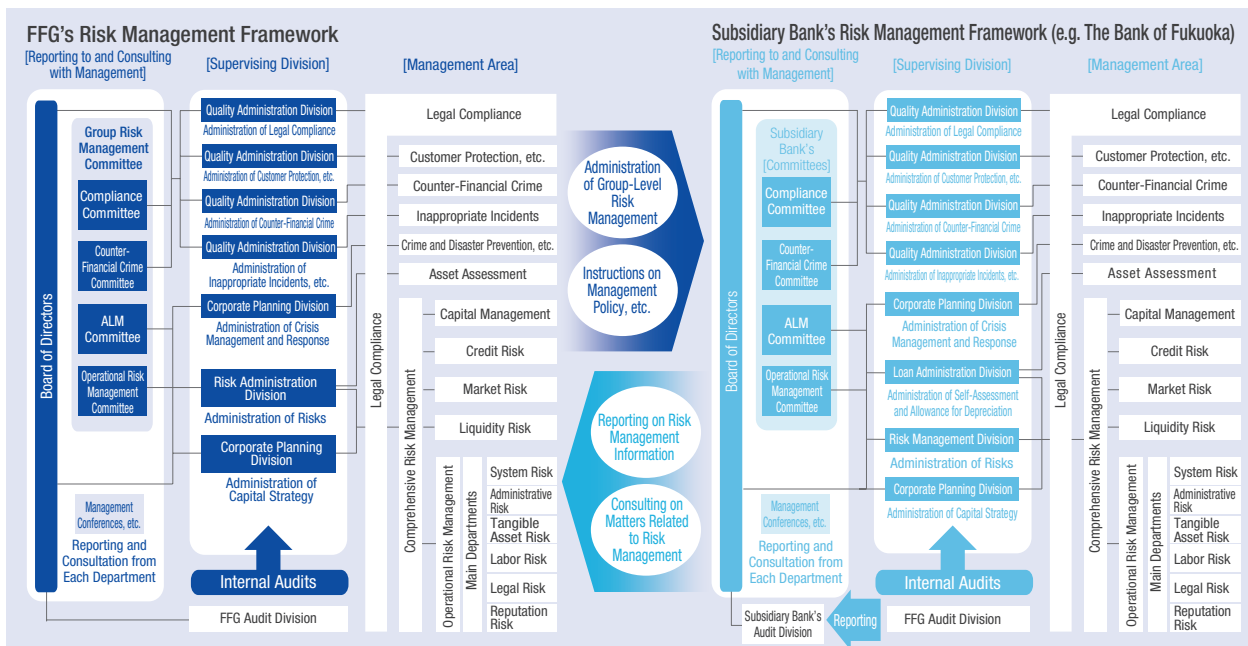 FFG's Risk Management Framework
[Reporting to and Consulting
with Management]
[Supervising Division]
[Management Area]
Board of Directors
Group Risk
Management
Committee
Compliance
Committee
Counter-
Financial Crime
Committee
ALM
Committee
Operational Risk
Management
Committee
Management
Conferences, etc.
Reporting and
Consultation from
Each Department
Quality Administration Division
Administration of Legal Compliance
Quality Administration Division
Administration of Customer Protection, etc.
Quality Administration Division
Administration of Counter-Financial Crime
Quality Administration Division
Administration of
Inappropriate Incidents, etc.
Corporate Planning Division
Administration of Crisis
Management and Response
Risk Administration
Division
Administration of Risks
Corporate Planning
Division
Administration of
Capital Strategy
Internal Audits
FFG Audit Division
Legal Compliance
Legal Compliance
Customer Protection, etc.
Counter-Financial Crime
Inappropriate Incidents
Crime and Disaster Prevention, etc.
Asset Assessment
Comprehensive Risk Management
Capital Management
Credit Risk
Market Risk
Liquidity Risk
Operational Risk Management
Main Departments
System Risk
Administrative
Risk
Tangible
Asset Risk
Labor Risk
Legal Risk
Reputation
Risk
Administration
of Group-Level
Risk
Management
Instructions on
Management
Policy, etc.
Reporting on Risk
Management
Information
Consulting on
Matters Related
to Risk
Management
Subsidiary Bank's Risk Management Framework (e.g. The Bank of Fukuoka)
[Reporting to and Consulting
with Management]
[Supervising Division]
[Management Area]
Board of Directors
Subsidiary
Bank's
[Committees]
Compliance
Committee
Counter-
Financial Crime
Committee
ALM
Committee
Operational Risk
Management
Committee
Management
Conferences, etc.
Reporting and
Consultation from
Each Department
Subsidiary Bank's
Audit Division
Reporting
Quality Administration Division
Administration of Legal Compliance
Quality Administration Division
Administration of Customer Protection, etc.
Quality Administration Division
Administration of Counter-Financial Crime
Quality Administration Division
Administration of Inappropriate Incidents, etc.
Corporate Planning Division
Administration of Crisis
Management and Response
Loan Administration Division
Administration of Self-Assessment
and Allowance for Depreciation
Risk Management Division
Administration of Risks
Corporate Planning Division
Administration of Capital Strategy
Internal Audits
FFG Audit Division
Legal Compliance
Legal Compliance
Customer Protection, etc.
Counter-Financial Crime
Inappropriate Incidents
Crime and Disaster Prevention, etc.
Asset Assessment
Comprehensive Risk Management
Capital Management
Credit Risk
Market Risk
Liquidity Risk
Operational Risk Management
Main Departments
System Risk
Administrative
Risk
Tangible
Asset Risk
Labor Risk
Legal Risk
Reputation
Risk